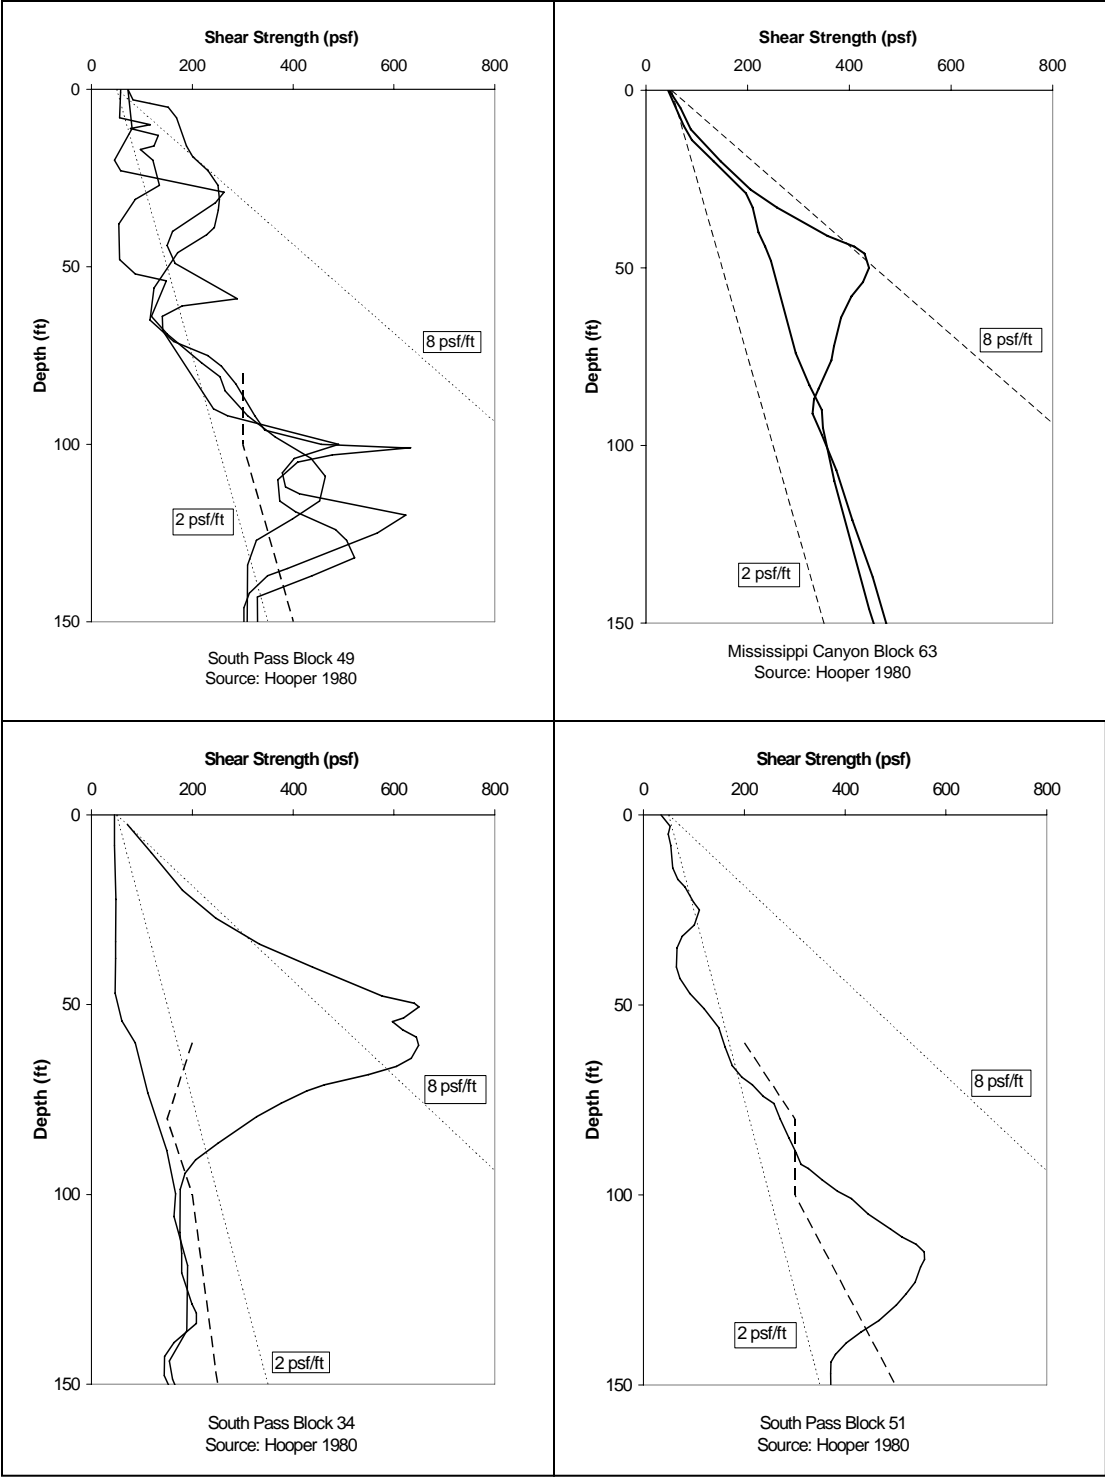 Shear Strength (psf)
0 200 400 600 800
0
50
100
150
Depth (ft)
8 psf/ft
2 psf/ft
South Pass Block 49
Source: Hooper 1980
Shear Strength (psf)
0 200 400 600 800
0
50
100
150
Depth (ft)
8 psf/ft
2 psf/ft
Mississippi Canyon Block 63
Source: Hooper 1980
Shear Strength (psf)
0 200 400 600 800
0
50
100
150
Depth (ft)
8 psf/ft
2 psf/ft
South Pass Block 34
Source: Hooper 1980
Shear Strength (psf)
0 200 400 600 800
0
50
100
150
Depth (ft)
8 psf/ft
2 psf/ft
South Pass Block 51
Source: Hooper 1980